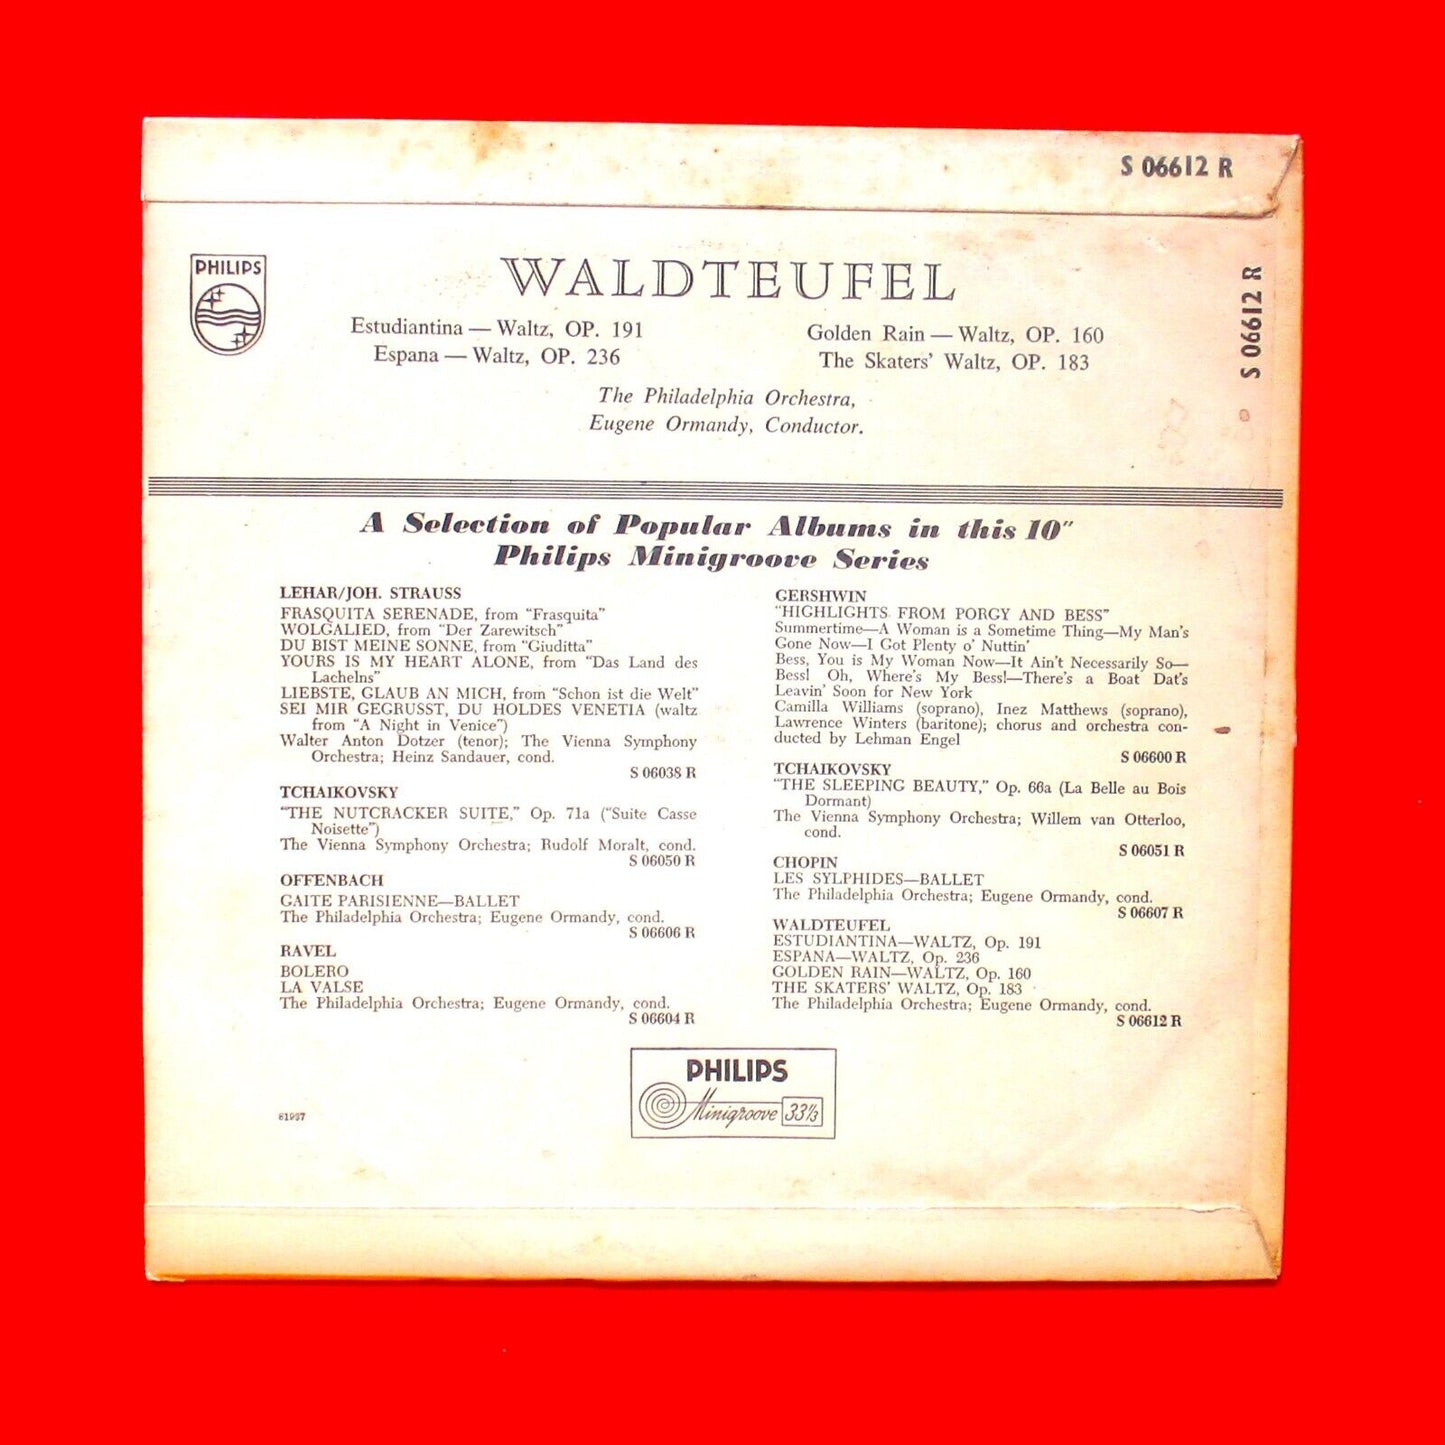 S 06612 R
S 06612 R
PHILIPS
WALDTEUFEL
Estudiantina — Waltz, OP. 191
Espana — Waltz, OP. 236
Golden Rain — Waltz, OP. 160
The Skaters' Waltz, OP. 183
The Philadelphia Orchestra,
Eugene Ormandy, Conductor.
A Selection of Popular Albums in this 10"
Philips Minigroove Series
LEHAR/JOH. STRAUSS
FRASQUITA SERENADE, from "Frasquita"
WOLGALIED, from "Der Zarewitsch"
DU BIST MEINE SONNE, from "Giuditta"
YOURS IS MY HEART ALONE, from "Das Land des
Lachelns"
LIEBSTE, GLAUB AN MICH, from "Schon ist die Welt"
SEI MIR GEGRUSST, DU HOLDES VENETIA (waltz
from "A Night in Venice")
Walter Anton Dotzer (tenor); The Vienna Symphony
Orchestra; Heinz Sandauer, cond.
S 06038 R
TCHAIKOVSKY
"THE NUTCRACKER SUITE," Op. 71a ("Suite Casse
Noisette")
The Vienna Symphony Orchestra; Rudolf Moralt, cond.
S 06050 R
OFFENBACH
GAITE PARISIENNE—BALLET
The Philadelphia Orchestra; Eugene Ormandy, cond.
S 06606 R
RAVEL
BOLERO
LA VALSE
The Philadelphia Orchestra; Eugene Ormandy, cond.
S 06604 R
GERSHWIN
"HIGHLIGHTS FROM PORGY AND BESS"
Summertime—A Woman is a Sometime Thing—My Man's
Gone Now—I Got Plenty o' Nuttin'
Bess, You is My Woman Now—It Ain't Necessarily So—
Bess! Oh, Where's My Bess!—There's a Boat Dat's
Leavin' Soon for New York
Camilla Williams (soprano), Inez Matthews (soprano),
Lawrence Winters (baritone); chorus and orchestra con-
ducted by Lehman Engel
S 06600 R
TCHAIKOVSKY
"THE SLEEPING BEAUTY," Op. 66a (La Belle au Bois
Dormant)
The Vienna Symphony Orchestra; Willem van Otterloo,
cond.
S 06051 R
CHOPIN
LES SYLPHIDES—BALLET
The Philadelphia Orchestra; Eugene Ormandy, cond.
S 06607 R
WALDTEUFEL
ESTUDIANTINA—WALTZ, Op. 191
ESPANA—WALTZ, Op. 236
GOLDEN RAIN—WALTZ, Op. 160
THE SKATERS' WALTZ, Op. 183
The Philadelphia Orchestra; Eugene Ormandy, cond.
S 06612 R
PHILIPS
Minigroove 33⅓
81937